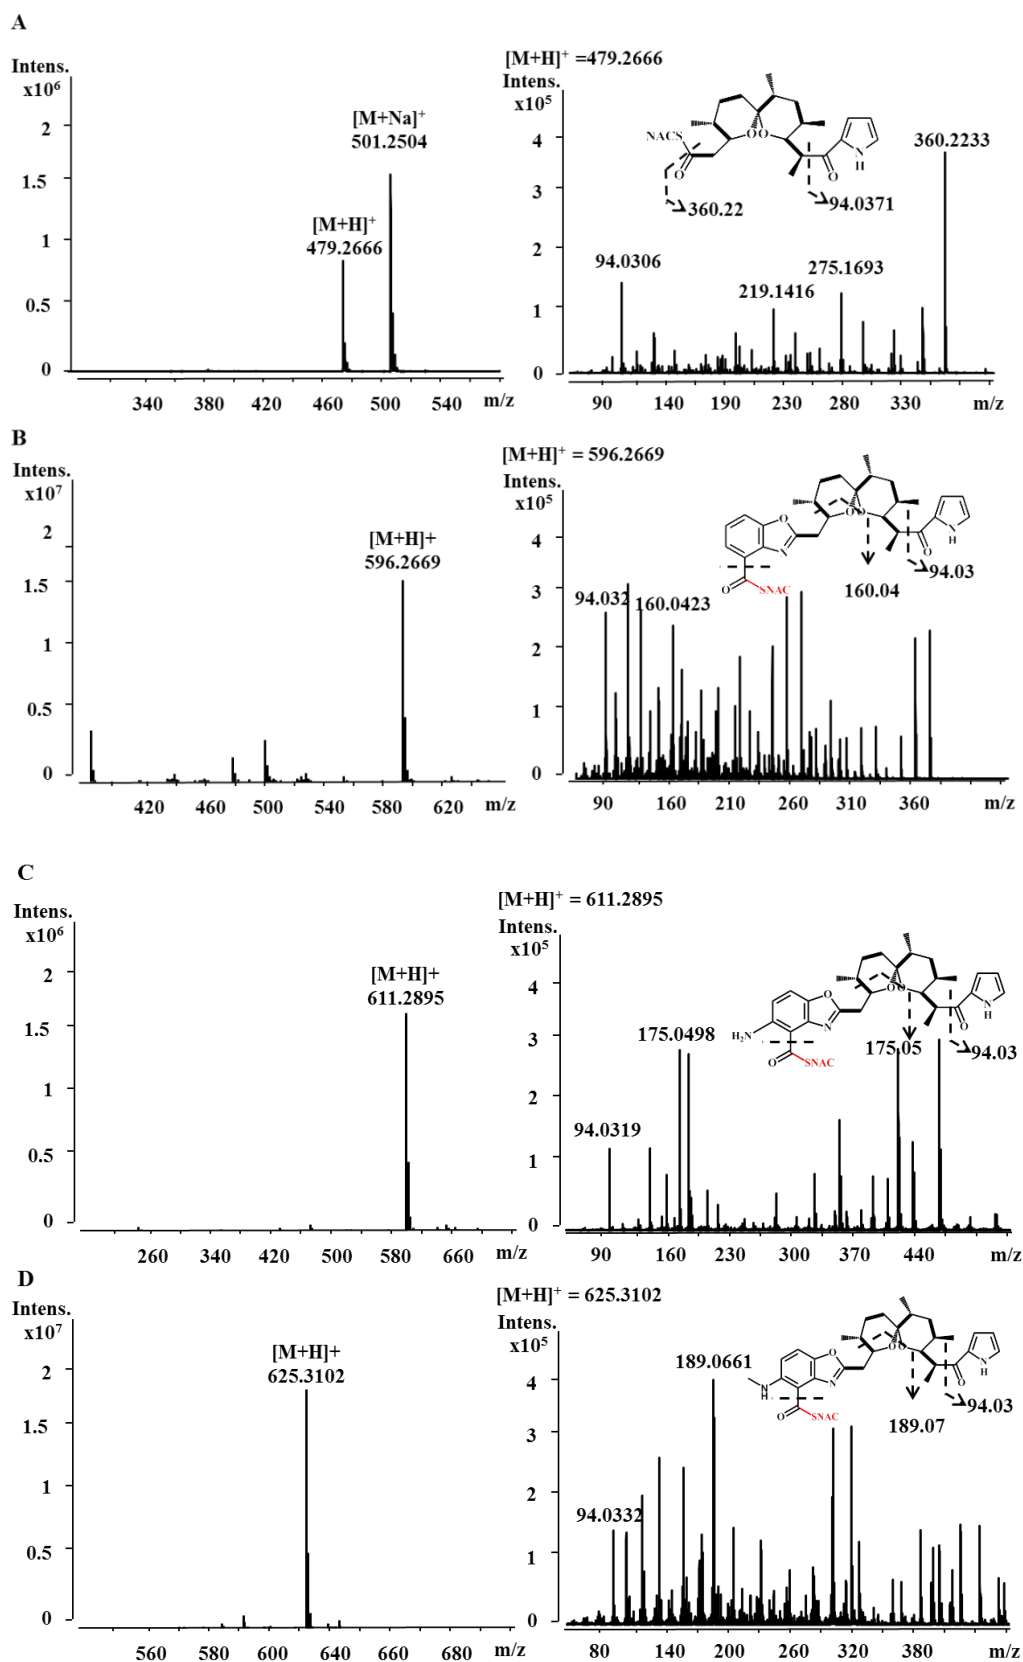 A
Intens.
x10⁶
2
1.5
1
0.5
0
[M+Na]⁺
501.2504
[M+H]⁺
479.2666
340 380 420 460 500 540 m/z
[M+H]⁺ =479.2666
Intens.
x10⁵
4
3
2
1
0
NACS
O
O O
O
N
H
360.22
94.0371
360.2233
94.0306
219.1416
275.1693
90 140 190 230 280 330 m/z
B
Intens.
x10⁷
2
1.5
1
0.5
0
[M+H]+
596.2669
420 460 500 540 580 620 m/z
[M+H]⁺ = 596.2669
Intens.
x10⁵
4
3
2
1
0
O
N
O O
O
N
H
O
SNAC
160.04
94.03
94.032
160.0423
90 160 210 260 310 360 m/z
C
Intens.
x10⁶
2
1.5
1
0.5
0
[M+H]+
611.2895
260 340 420 500 600 660 m/z
[M+H]⁺ = 611.2895
Intens.
x10⁵
4
3
2
1
0
H₂N
O
N
O O
O
N
H
O
SNAC
175.05
94.03
175.0498
94.0319
90 160 230 300 370 440 m/z
D
Intens.
x10⁷
2
1.5
1
0.5
0
[M+H]+
625.3102
560 580 600 640 660 680 m/z
[M+H]⁺ = 625.3102
Intens.
x10⁵
4
3
2
1
0
N
H
O
N
O O
O
N
H
O
SNAC
189.07
94.03
189.0661
94.0332
80 140 200 260 320 380 m/z